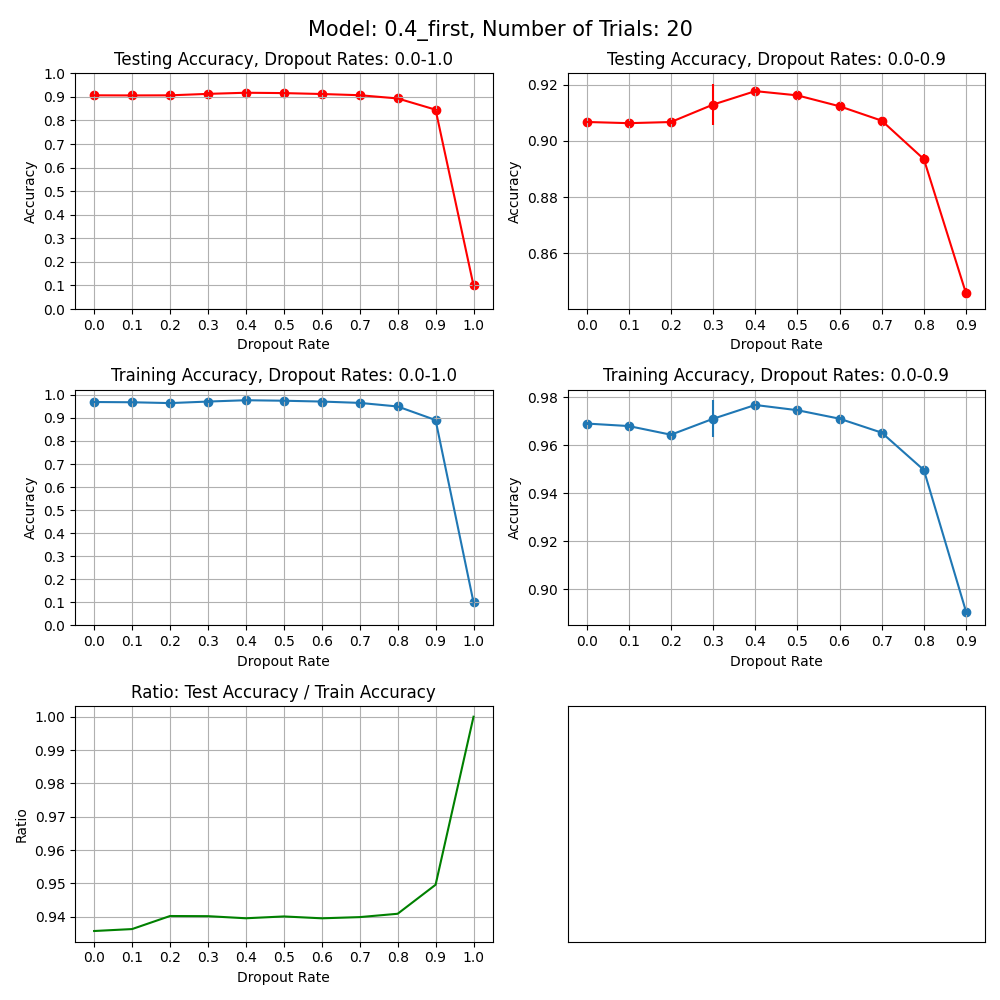 Model: 0.4_first, Number of Trials: 20
Testing Accuracy, Dropout Rates: 0.0-1.0
1.0
0.9
0.8
0.7
0.6
0.5
0.4
0.3
0.2
0.1
0.0
Accuracy
0.0 0.1 0.2 0.3 0.4 0.5 0.6 0.7 0.8 0.9 1.0
Dropout Rate
Testing Accuracy, Dropout Rates: 0.0-0.9
0.92
0.90
0.88
0.86
Accuracy
0.0 0.1 0.2 0.3 0.4 0.5 0.6 0.7 0.8 0.9
Dropout Rate
Training Accuracy, Dropout Rates: 0.0-1.0
1.0
0.9
0.8
0.7
0.6
0.5
0.4
0.3
0.2
0.1
0.0
Accuracy
0.0 0.1 0.2 0.3 0.4 0.5 0.6 0.7 0.8 0.9 1.0
Dropout Rate
Training Accuracy, Dropout Rates: 0.0-0.9
0.98
0.96
0.94
0.92
0.90
Accuracy
0.0 0.1 0.2 0.3 0.4 0.5 0.6 0.7 0.8 0.9
Dropout Rate
Ratio: Test Accuracy / Train Accuracy
1.00
0.99
0.98
0.97
0.96
0.95
0.94
Ratio
0.0 0.1 0.2 0.3 0.4 0.5 0.6 0.7 0.8 0.9 1.0
Dropout Rate